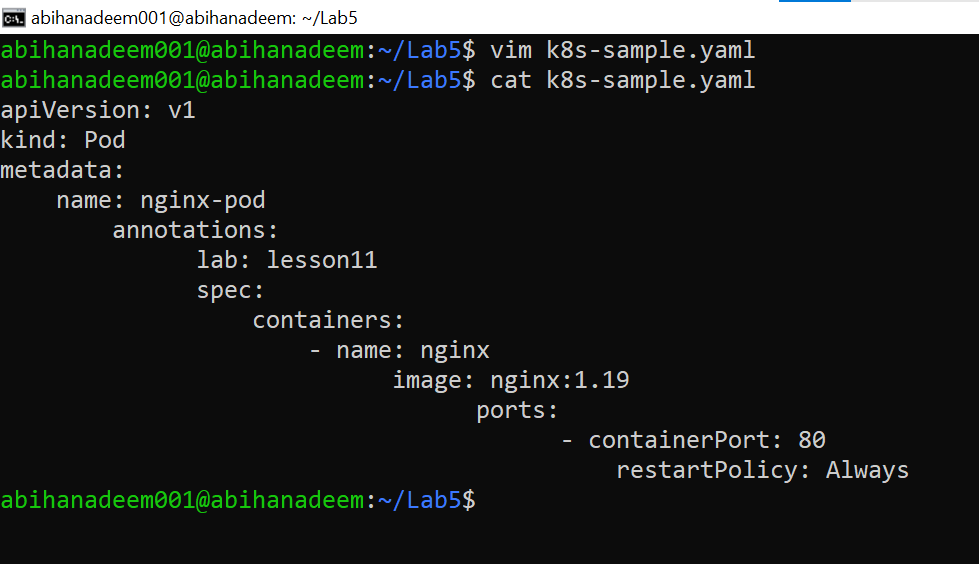 abihanadeem001@abihanadeem: ~/Lab5
abihanadeem001@abihanadeem:~/Lab5$ vim k8s-sample.yaml
abihanadeem001@abihanadeem:~/Lab5$ cat k8s-sample.yaml
apiVersion: v1
kind: Pod
metadata:
    name: nginx-pod
        annotations:
              lab: lesson11
              spec:
                  containers:
                      - name: nginx
                            image: nginx:1.19
                                  ports:
                                        - containerPort: 80
                                            restartPolicy: Always
abihanadeem001@abihanadeem:~/Lab5$